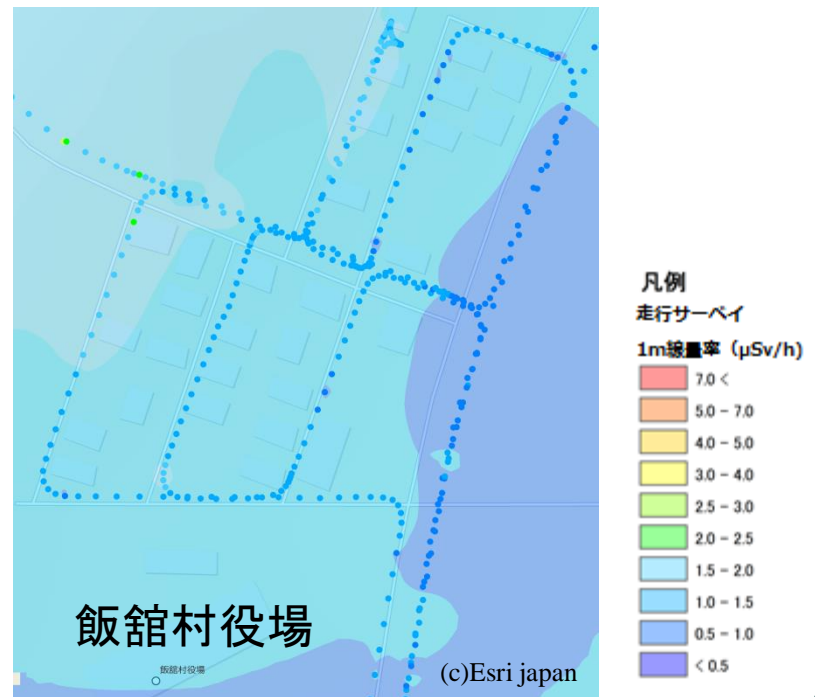 飯舘村役場
飯舘村役場
(c)Esri japan
凡例
走行サーベイ
1m線量率（μSv/h）
7.0 <
5.0 - 7.0
4.0 - 5.0
3.0 - 4.0
2.5 - 3.0
2.0 - 2.5
1.5 - 2.0
1.0 - 1.5
0.5 - 1.0
< 0.5